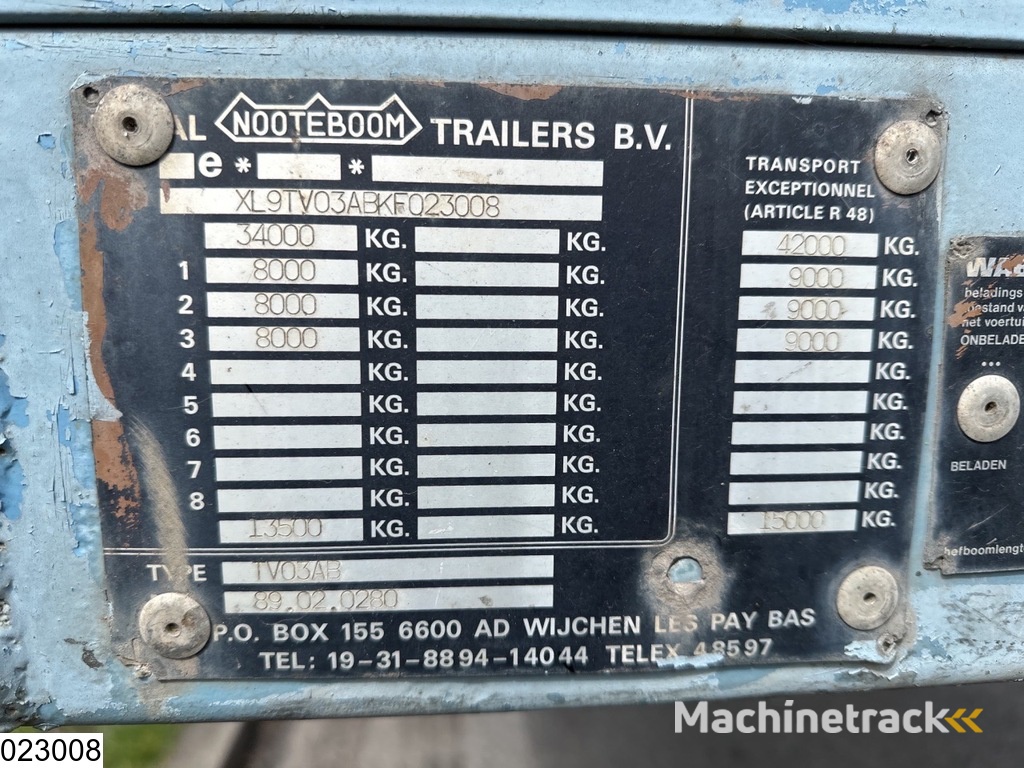 AL NOOTEBOOM TRAILERS B.V.
e* *
XL9TV03ABKF023008
34000 KG. KG.
1 8000 KG. KG.
2 8000 KG. KG.
3 8000 KG. KG.
4 KG. KG.
5 KG. KG.
6 KG. KG.
7 KG. KG.
8 KG. KG.
13500 KG. KG.
TYPE TV03AB
89.02.0280
TRANSPORT
EXCEPTIONNEL
(ARTICLE R 48)
42000 KG.
9000 KG.
9000 KG.
9000 KG.
KG.
KG.
KG.
KG.
KG.
15000 KG.
P.O. BOX 155 6600 AD WIJCHEN LES PAY BAS
TEL: 19-31-8894-14044 TELEX 48597
beladings
het voertui
ONBELADE
...
BELADEN
hefboomlengt
Machinetrack
023008